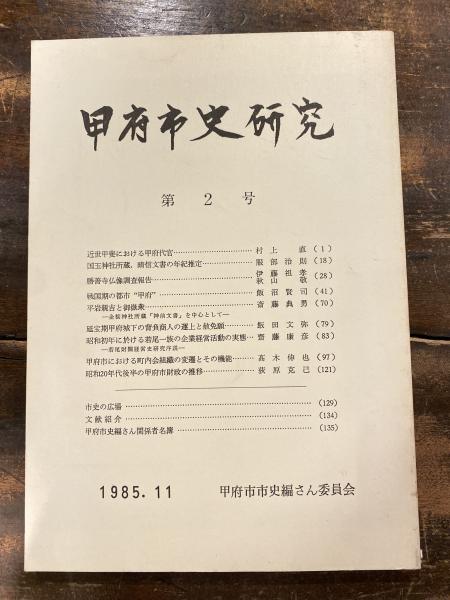 甲府市史研究
第 2 号
近世甲斐における甲府代官 村上 直 (1)
国玉神社所蔵、晴信文書の年紀推定 服部治則 (18)
勝善寺仏像調査報告 伊藤祖孝 秋山 敬 (28)
戦国期の都市“甲府” 飯沼賢司 (41)
平岩親吉と御嶽衆 斎藤典男 (70)
―金桜神社所蔵「神前文書」を中心として―
延宝期甲府城下の背負商人の運上と赦免願 飯田文弥 (79)
昭和初年に於ける若尾一族の企業経営活動の実態 齋藤康彦 (83)
―若尾財閥経営史研究序説―
甲府市における町内会組織の変遷とその機能 高木伸也 (97)
昭和20年代後半の甲府市財政の推移 荻原克己 (121)
市史の広場 (129)
文献紹介 (134)
甲府市史編さん関係者名簿 (135)
1985.11 甲府市市史編さん委員会